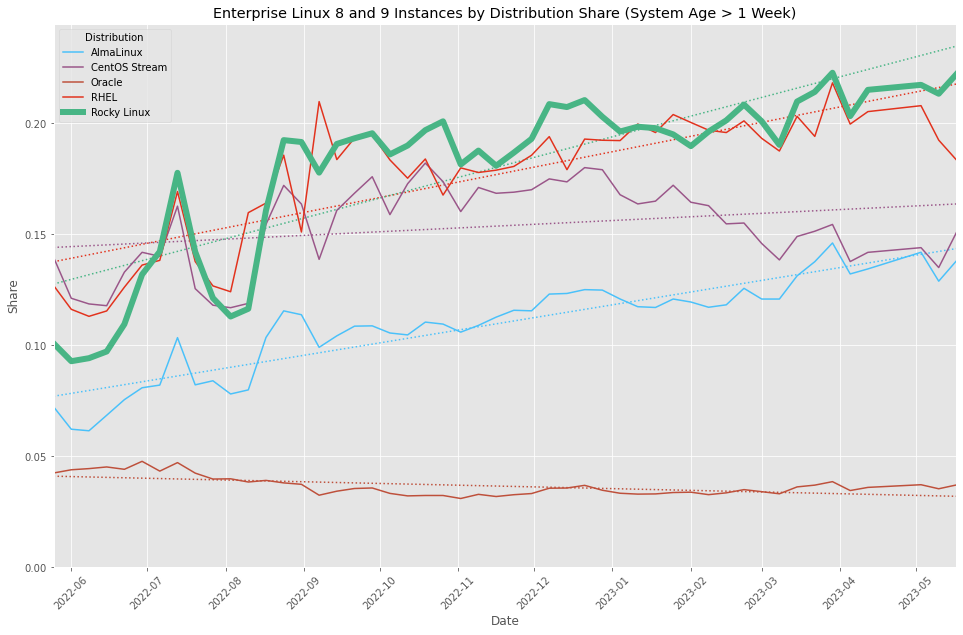 Enterprise Linux 8 and 9 Instances by Distribution Share (System Age > 1 Week)
Distribution
AlmaLinux
CentOS Stream
Oracle
RHEL
Rocky Linux
Share
0.20
0.15
0.10
0.05
0.00
2022-06
2022-07
2022-08
2022-09
2022-10
2022-11
2022-12
2023-01
2023-02
2023-03
2023-04
2023-05
Date